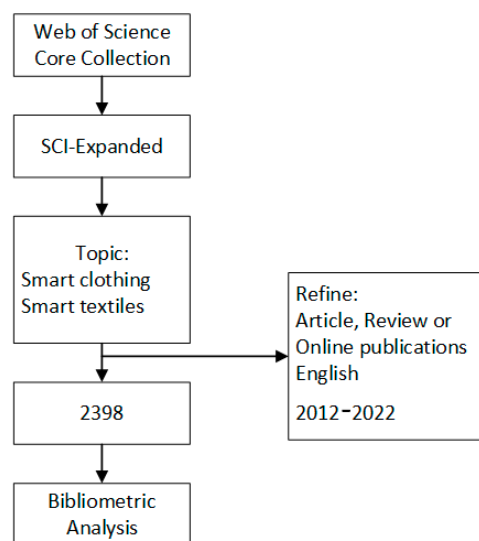 Web of Science
Core Collection
SCI-Expanded
Topic:
Smart clothing
Smart textiles
Refine:
Article, Review or
Online publications
English
2012-2022
2398
Bibliometric
Analysis